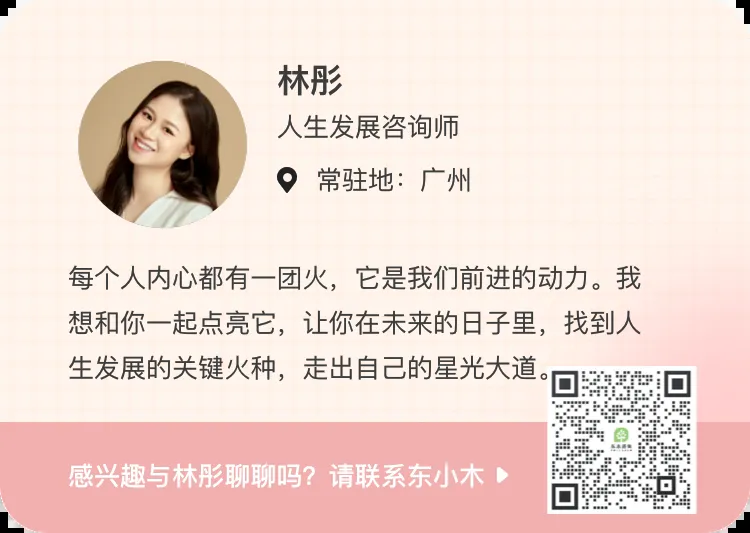 林彤
人生发展咨询师
常驻地：广州
每个人内心都有一团火，它是我们前进的动力。我
想和你一起点亮它，让你在未来的日子里，找到人
生发展的关键火种，走出自己的星光大道。
感兴趣与林彤聊聊吗？请联系东小木